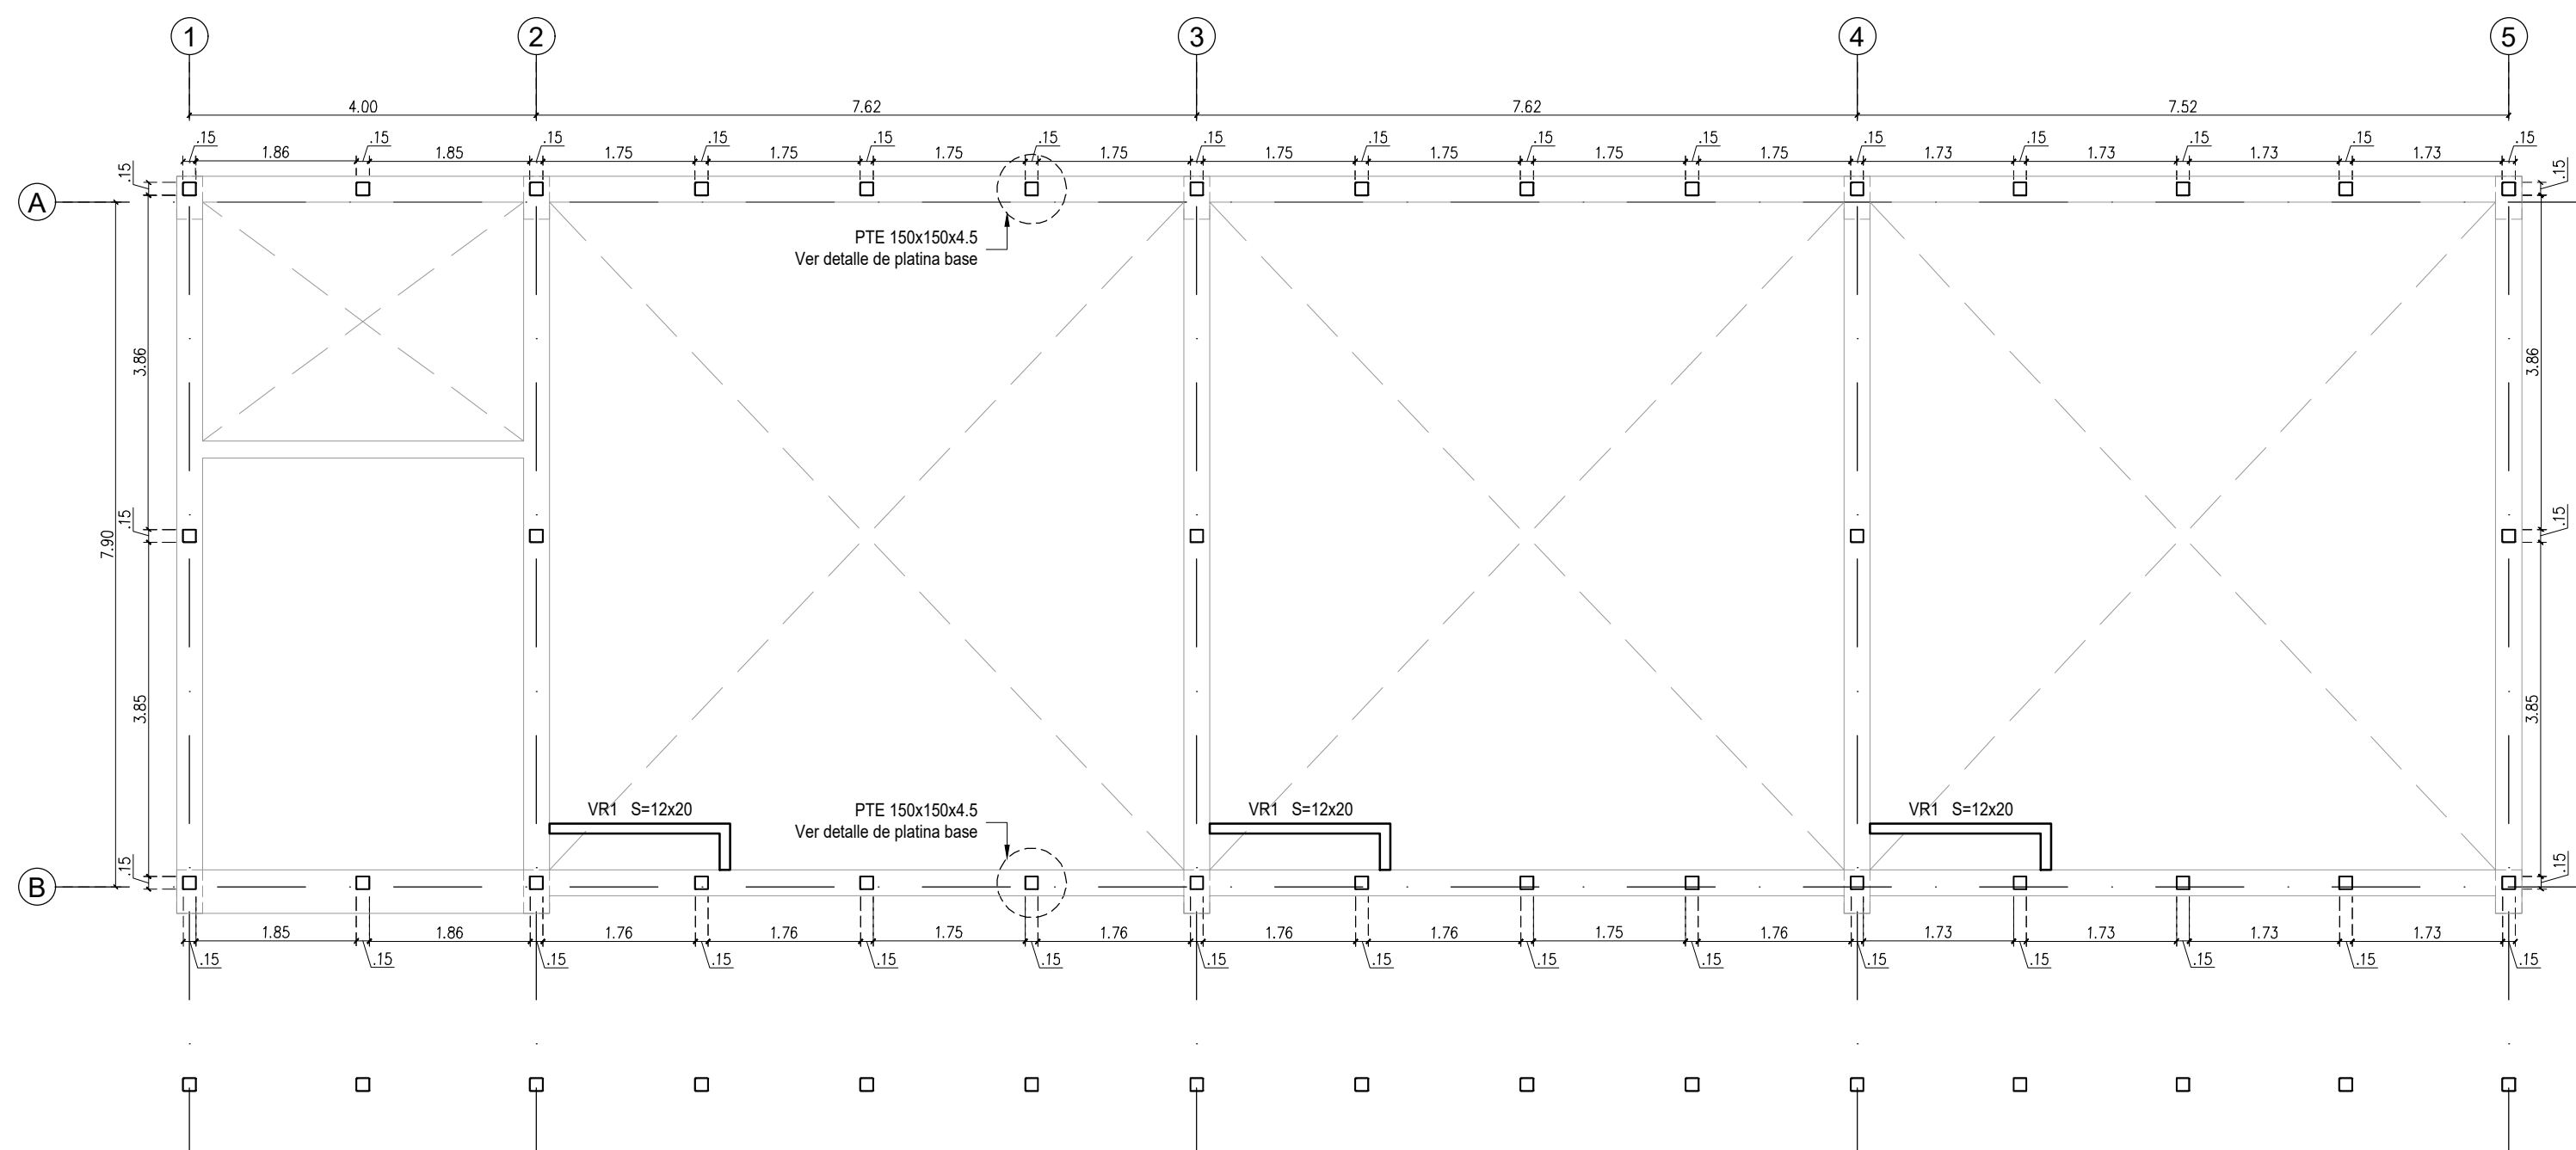 1 2 3 4 5
4.00 7.62 7.62 7.52
.15 .15 .15 .15 .15 .15 .15 .15 .15 .15 .15 .15 .15 .15 .15
1.86 1.85 1.75 1.75 1.75 1.75 1.75 1.75 1.75 1.75 1.73 1.73 1.73 1.73
.15 .15
A
PTE 150x150x4.5
Ver detalle de platina base
3.86 3.86
.15 .15
7.90
3.85 3.85
VR1 S=12x20
PTE 150x150x4.5
Ver detalle de platina base
VR1 S=12x20
VR1 S=12x20
.15 .15
B
1.85 1.86 1.76 1.76 1.75 1.76 1.76 1.76 1.75 1.76 1.73 1.73 1.73 1.73
.15 .15 .15 .15 .15 .15 .15 .15 .15 .15 .15 .15 .15 .15 .15